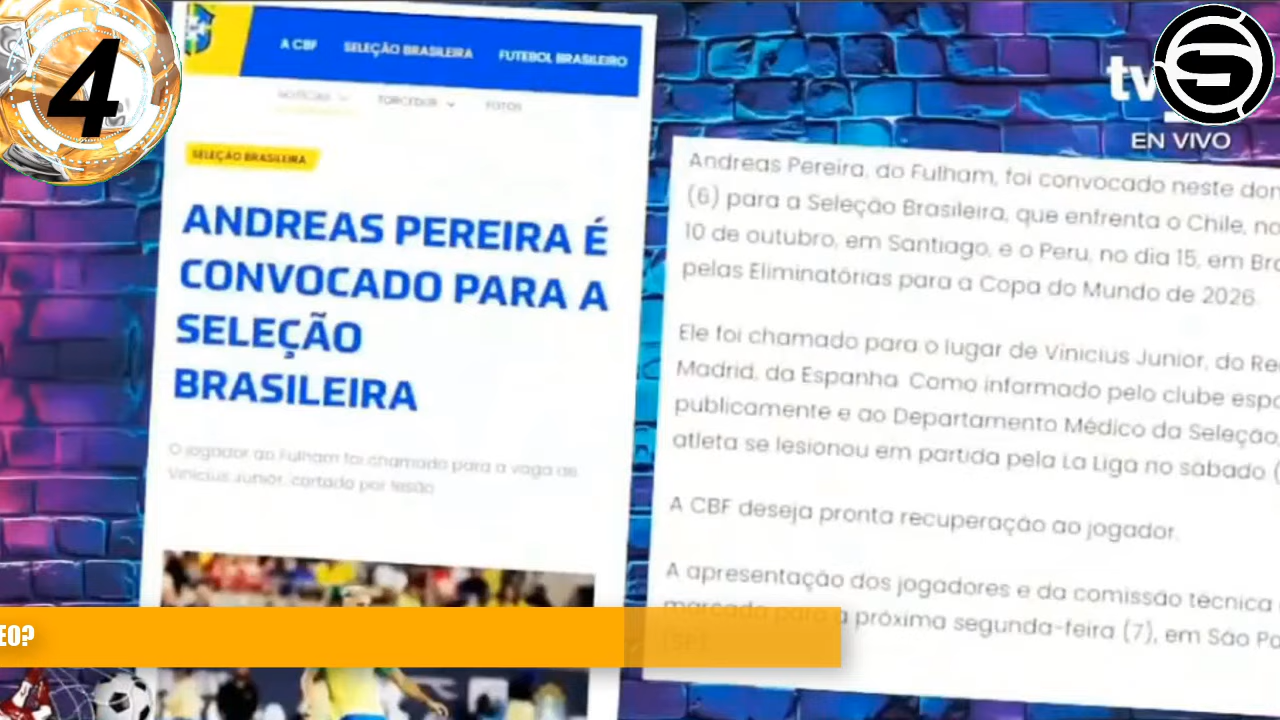 4
A CBF SELEÇÃO BRASILEIRA FUTEBOL BRASILEIRO
NOTÍCIAS TORCEDOR FOTOS
SELEÇÃO BRASILEIRA
ANDREAS PEREIRA É
CONVOCADO PARA A
SELEÇÃO
BRASILEIRA
O jogador do Fulham foi chamado para a vaga de
Vinicius Junior, cortado por lesão
tv
EN VIVO
Andreas Pereira, do Fulham, foi convocado neste dom
(6) para a Seleção Brasileira, que enfrenta o Chile, no
10 de outubro, em Santiago, e o Peru, no dia 15, em Bra
pelas Eliminatórias para a Copa do Mundo de 2026.
Ele foi chamado para o lugar de Vinicius Junior, do Re
Madrid, da Espanha. Como informado pelo clube espa
publicamente e ao Departamento Médico da Seleção,
atleta se lesionou em partida pela La Liga no sábado (
A CBF deseja pronta recuperação ao jogador.
A apresentação dos jogadores e da comissão técnica
marcada para a próxima segunda-feira (7), em São Pa
(SP).
EO?